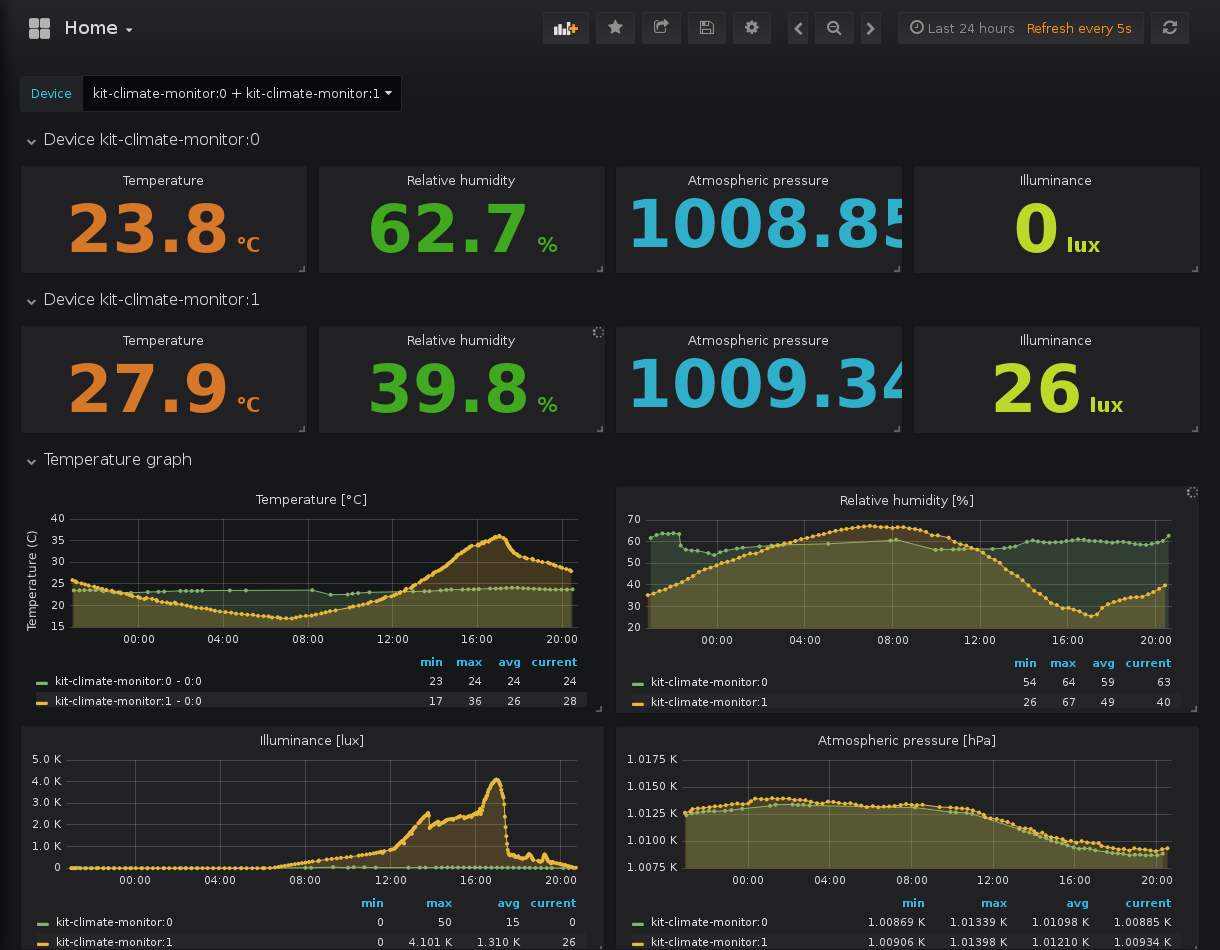 Home
Last 24 hours Refresh every 5s
Device kit-climate-monitor:0 + kit-climate-monitor:1
Device kit-climate-monitor:0
Temperature Relative humidity Atmospheric pressure Illuminance
23.8 °C 62.7 % 1008.85 0 lux
Device kit-climate-monitor:1
Temperature Relative humidity Atmospheric pressure Illuminance
27.9 °C 39.8 % 1009.34 26 lux
Temperature graph
Temperature [°C]
Temperature (C)
40
35
30
25
20
15
00:00 04:00 08:00 12:00 16:00 20:00
min max avg current
kit-climate-monitor:0 - 0:0 23 24 24 24
kit-climate-monitor:1 - 0:0 17 36 26 28
Relative humidity [%]
70
60
50
40
30
20
00:00 04:00 08:00 12:00 16:00 20:00
min max avg current
kit-climate-monitor:0 54 64 59 63
kit-climate-monitor:1 26 67 49 40
Illuminance [lux]
5.0 K
4.0 K
3.0 K
2.0 K
1.0 K
0
00:00 04:00 08:00 12:00 16:00 20:00
min max avg current
kit-climate-monitor:0 0 50 15 0
kit-climate-monitor:1 0 4.101 K 1.310 K 26
Atmospheric pressure [hPa]
1.0175 K
1.0150 K
1.0125 K
1.0100 K
1.0075 K
00:00 04:00 08:00 12:00 16:00 20:00
min max avg current
kit-climate-monitor:0 1.00869 K 1.01339 K 1.01098 K 1.00885 K
kit-climate-monitor:1 1.00906 K 1.01398 K 1.01210 K 1.00934 K